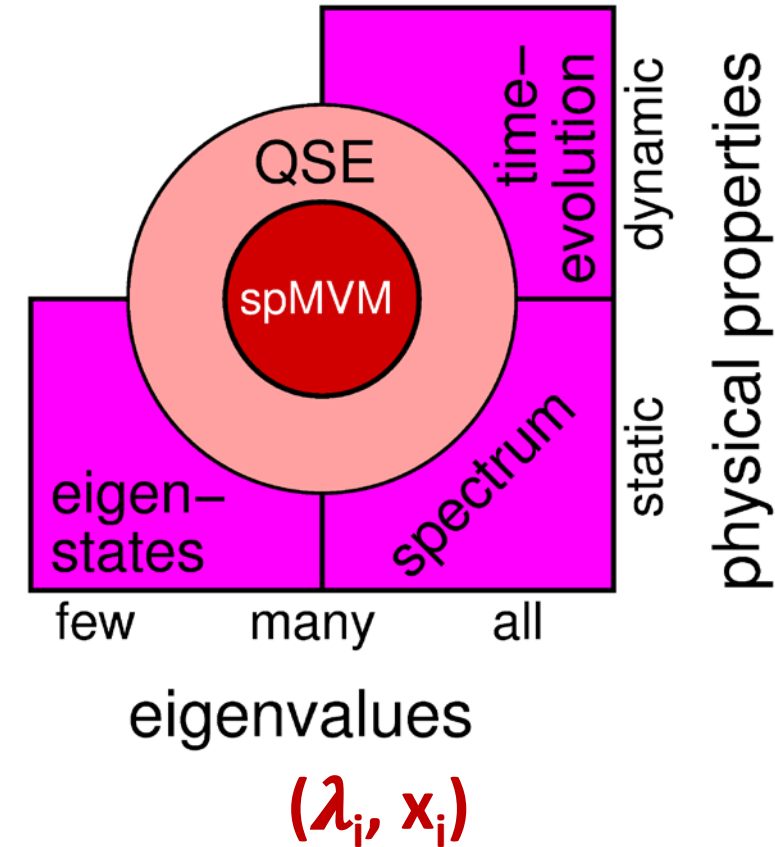 time–
evolution
dynamic
physical properties
QSE
spMVM
static
spectrum
eigen–
states
few
many
all
eigenvalues
(λi, xi)